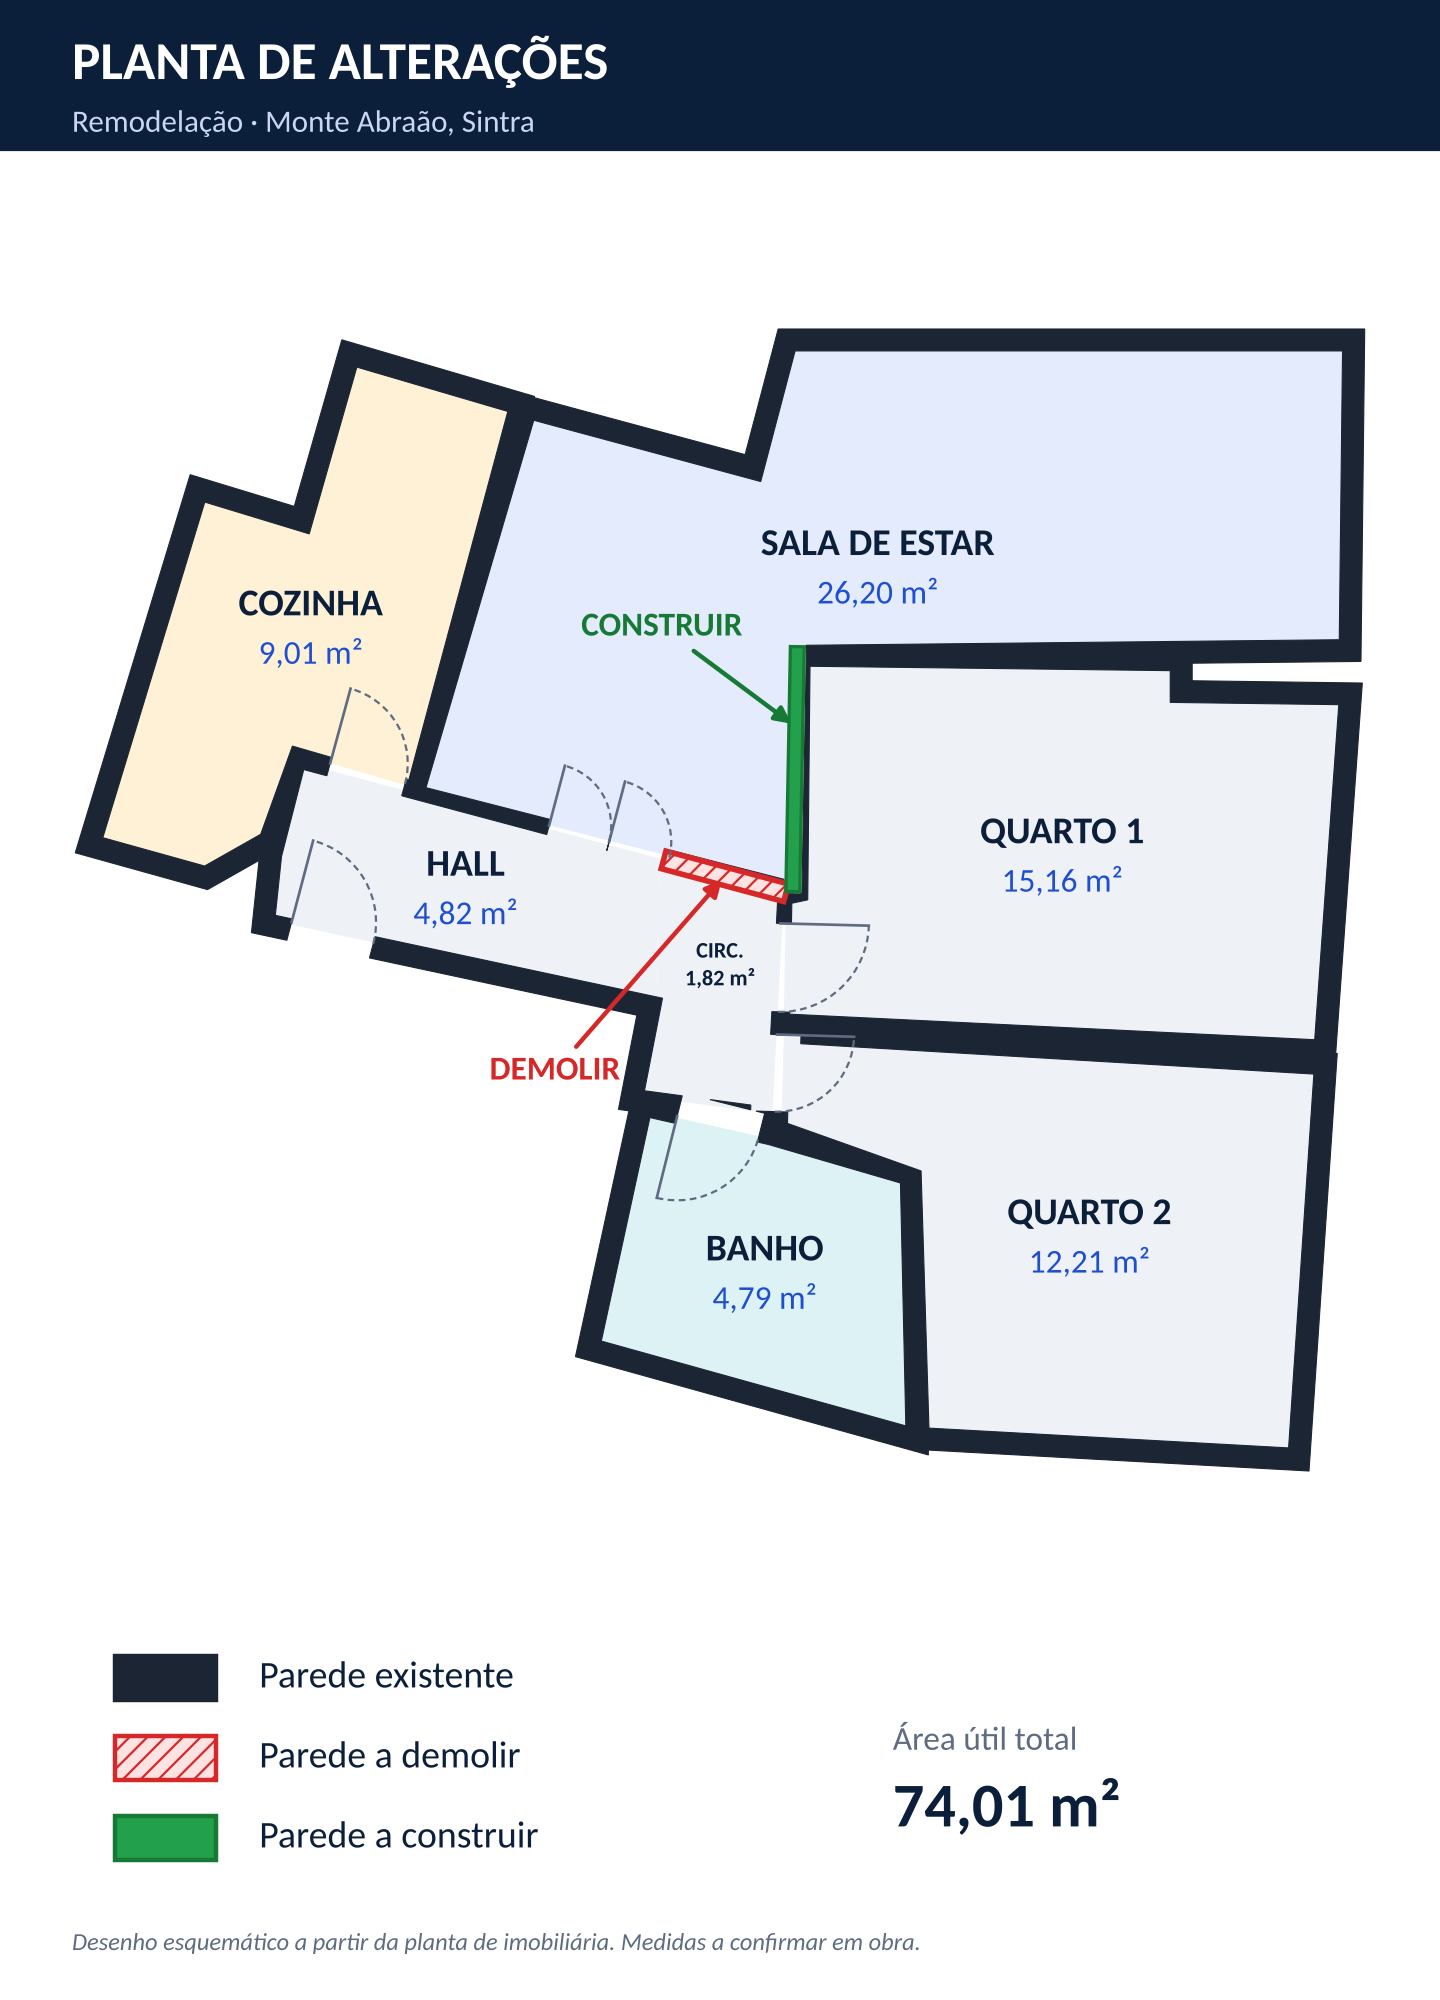 PLANTA DE ALTERAÇÕES
Remodelação · Monte Abraão, Sintra
SALA DE ESTAR
26,20 m²
COZINHA
9,01 m²
CONSTRUIR
QUARTO 1
15,16 m²
HALL
4,82 m²
CIRC.
1,82 m²
DEMOLIR
QUARTO 2
12,21 m²
BANHO
4,79 m²
Parede existente
Parede a demolir
Parede a construir
Área útil total
74,01 m²
Desenho esquemático a partir da planta de imobiliária. Medidas a confirmar em obra.